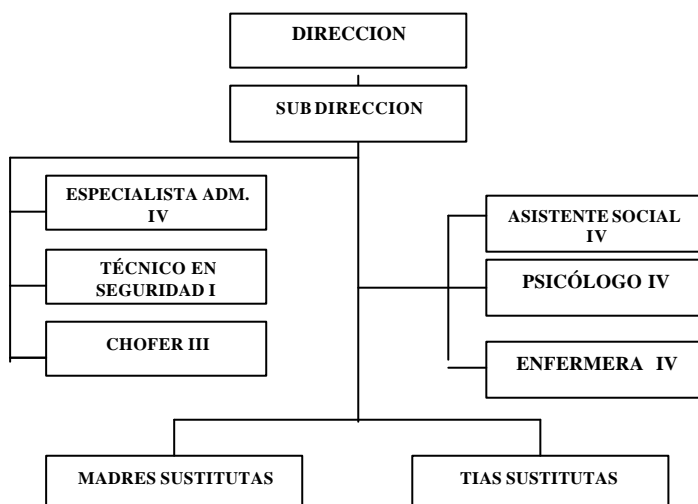 DIRECCION
SUB DIRECCION
ESPECIALISTA ADM.
IV
TÉCNICO EN
SEGURIDAD I
CHOFER III
ASISTENTE SOCIAL
IV
PSICÓLOGO IV
ENFERMERA IV
MADRES SUSTITUTAS
TIAS SUSTITUTAS